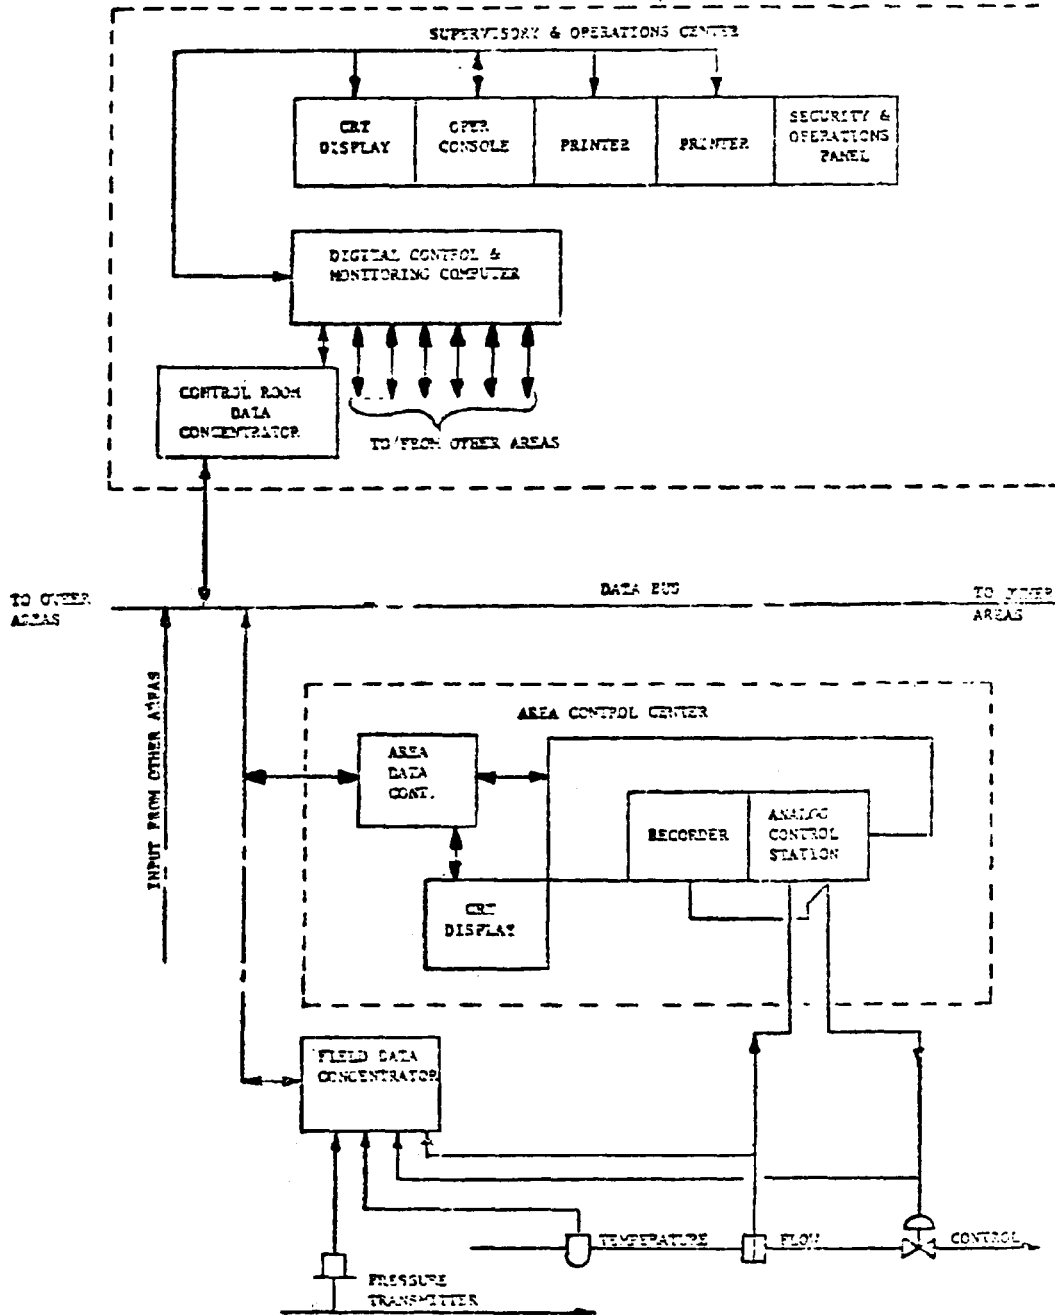 SUPERVISORY & OPERATIONS CENTER
CRT
DISPLAY
OPER
CONSOLE
PRINTER
PRINTER
SECURITY &
OPERATIONS
PANEL
DIGITAL CONTROL &
MONITORING COMPUTER
CONTROL ROOM
DATA
CONCENTRATOR
TO/FROM OTHER AREAS
TO OTHER
AREAS
DATA BUS
TO OTHER
AREAS
INPUT FROM OTHER AREAS
AREA CONTROL CENTER
AREA
DATA
CONT.
RECORDER
ANALOG
CONTROL
STATION
CRT
DISPLAY
FIELD DATA
CONCENTRATOR
TEMPERATURE
FLOW
CONTROL
PRESSURE
TRANSMITTER